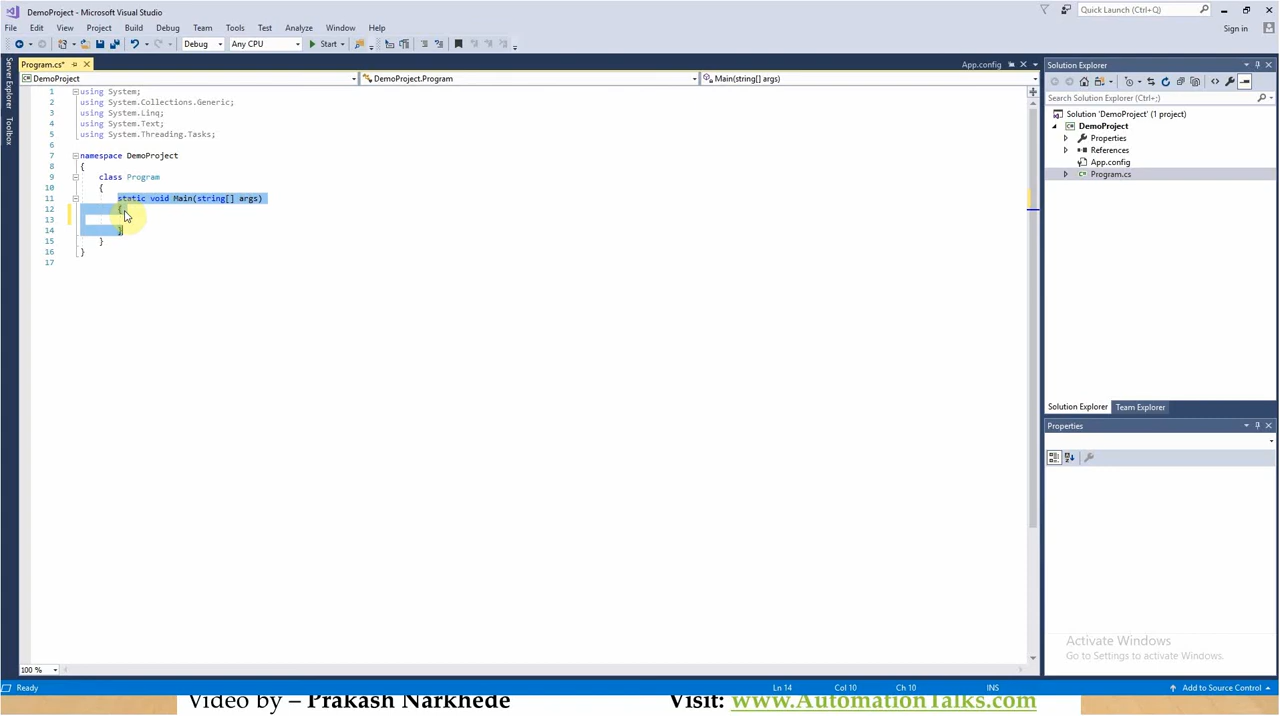 DemoProject - Microsoft Visual Studio
Quick Launch (Ctrl+Q)
File Edit View Project Build Debug Team Tools Test Analyze Window Help
Sign in
Debug Any CPU Start
Server Explorer
Toolbox
Program.cs*
App.config
DemoProject
DemoProject.Program
Main(string[] args)
1 using System;
2 using System.Collections.Generic;
3 using System.Linq;
4 using System.Text;
5 using System.Threading.Tasks;
6
7 namespace DemoProject
8 {
9 class Program
10 {
11 static void Main(string[] args)
12 {
13
14 }
15 }
16 }
17
Solution Explorer
Search Solution Explorer (Ctrl+;)
Solution 'DemoProject' (1 project)
DemoProject
Properties
References
App.config
Program.cs
Solution Explorer Team Explorer
Properties
Activate Windows
Go to Settings to activate Windows.
100 %
Ready Ln 14 Col 10 Ch 10 INS Add to Source Control
Video by – Prakash Narkhede Visit: www.AutomationTalks.com